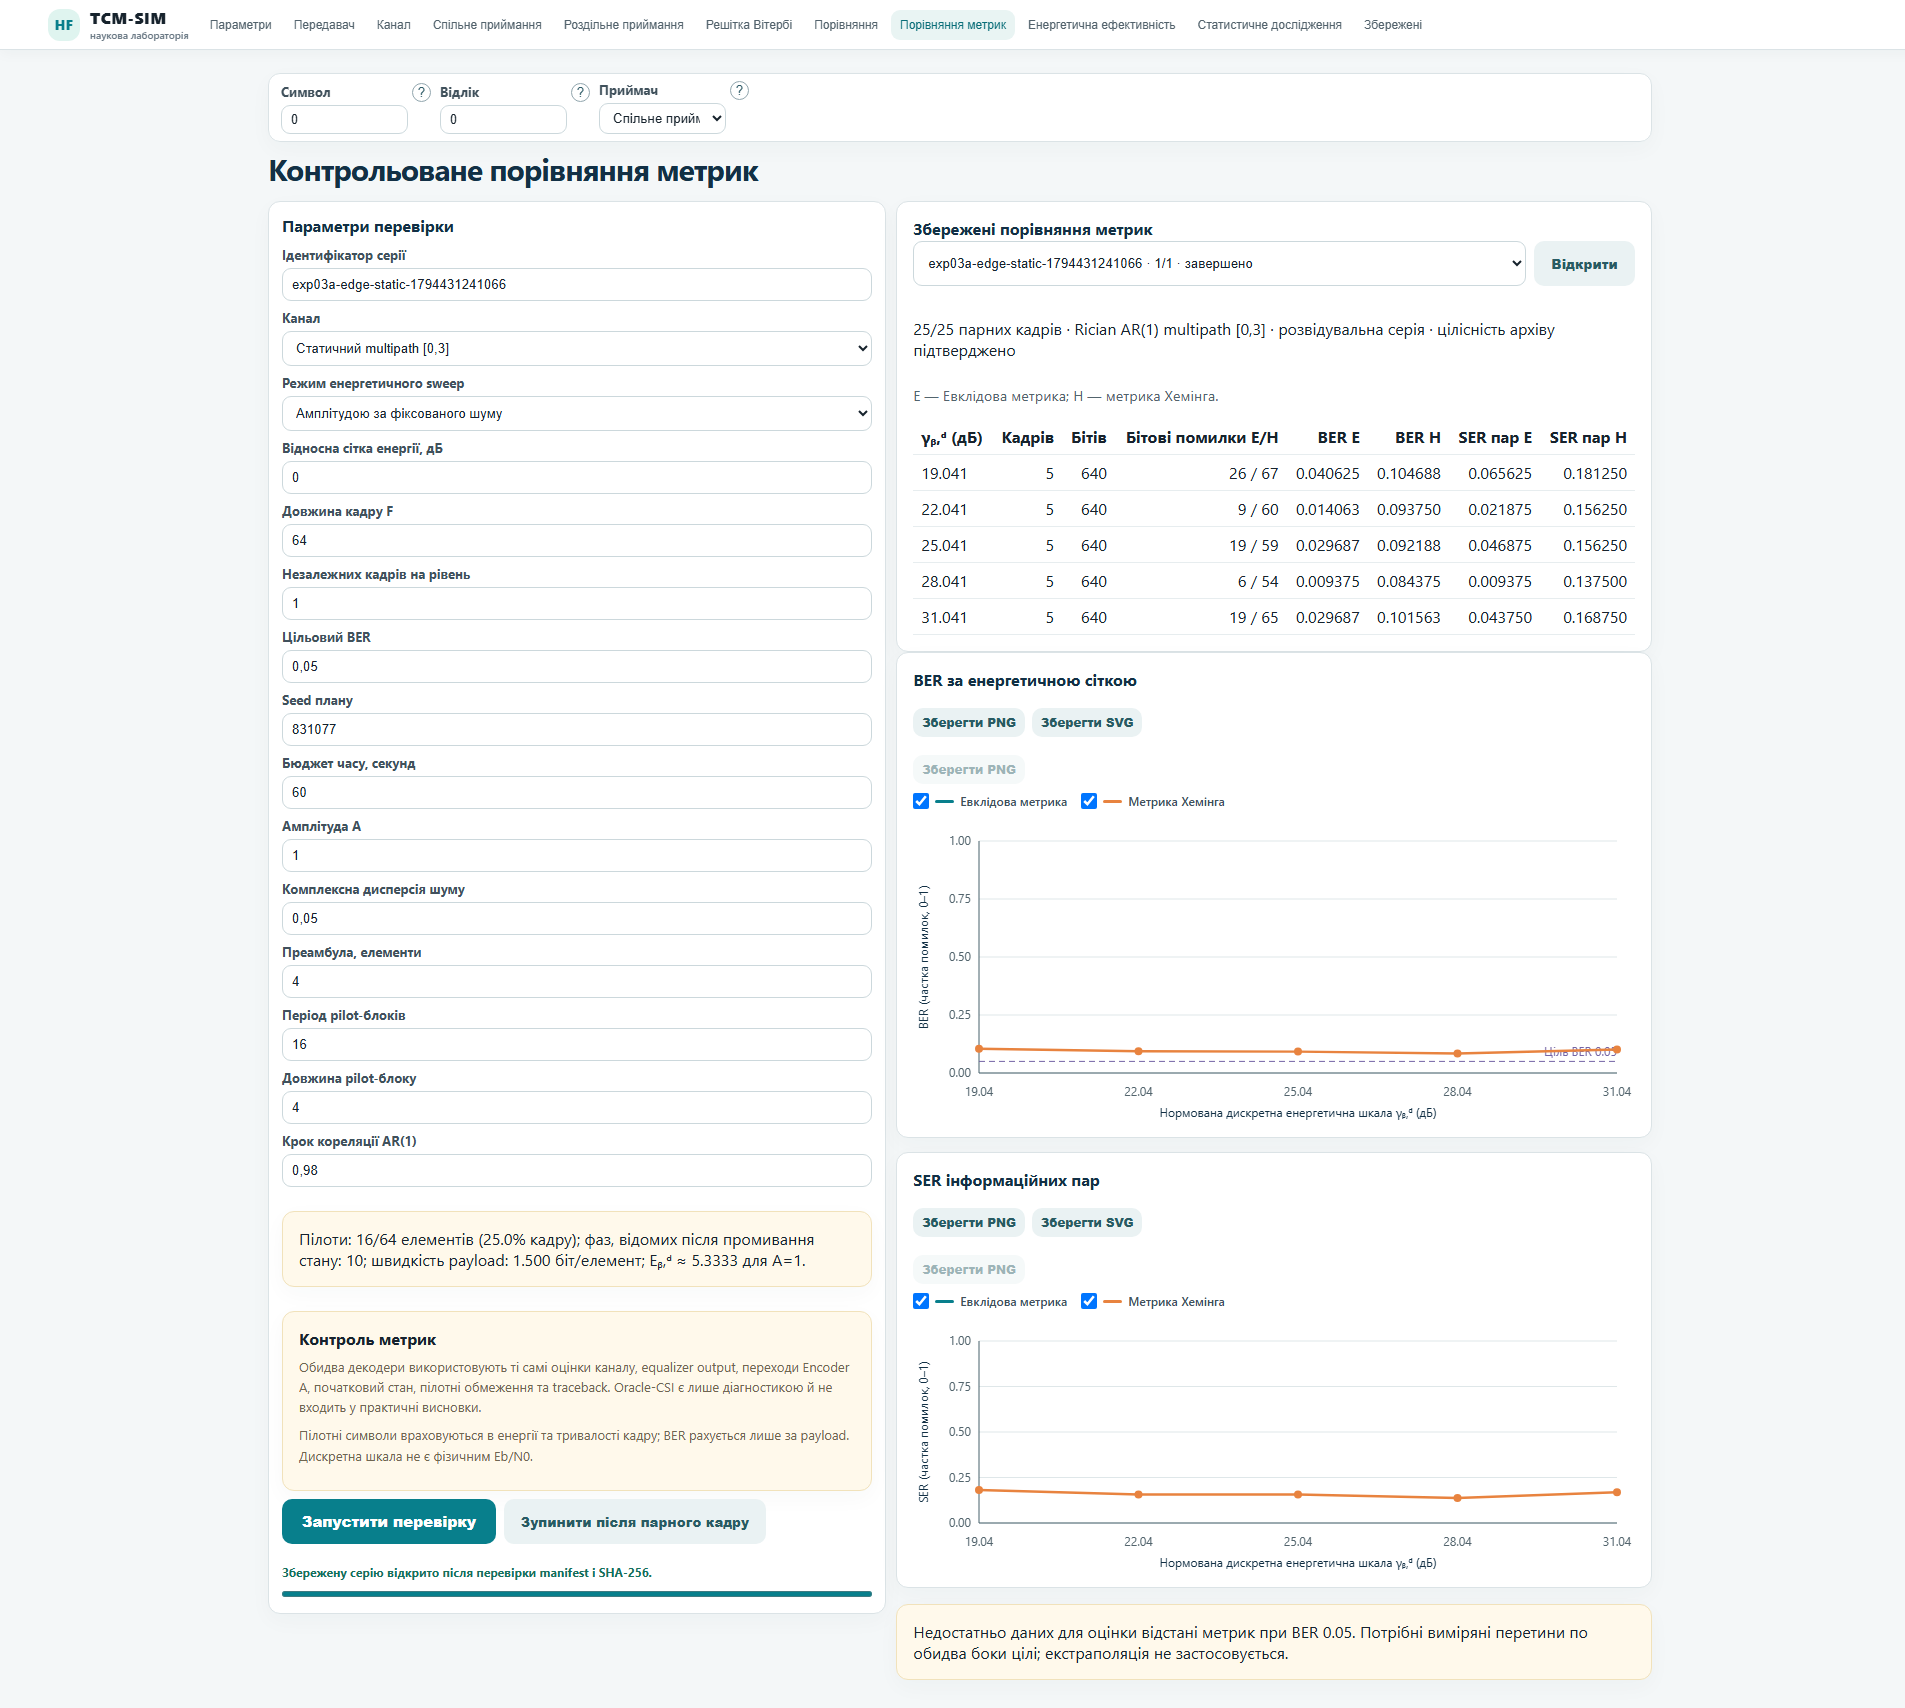 HF
TCM-SIM
наукова лабораторія
Параметри
Передавач
Канал
Спільне приймання
Роздільне приймання
Решітка Вітербі
Порівняння
Порівняння метрик
Енергетична ефективність
Статистичне дослідження
Збережені
Символ
?
0
Відлік
?
0
Приймач
?
Контрольоване порівняння метрик
Параметри перевірки
Ідентифікатор серії
exp03a-edge-static-1794431241066
Канал
Статичний multipath [0,3]
Режим енергетичного sweep
Амплітудою за фіксованого шуму
Відносна сітка енергії, дБ
0
Довжина кадру F
64
Незалежних кадрів на рівень
1
Цільовий BER
0,05
Seed плану
831077
Бюджет часу, секунд
60
Амплітуда A
1
Комплексна дисперсія шуму
0,05
Преамбула, елементи
4
Період pilot-блоків
16
Довжина pilot-блоку
4
Крок кореляції AR(1)
0,98
Пілоти: 16/64 елементів (25.0% кадру); фаз, відомих після промивання
стану: 10; швидкість payload: 1.500 біт/елемент; Eᵦ,ᵈ ≈ 5.3333 для A=1.
Контроль метрик
Обидва декодери використовують ті самі оцінки каналу, equalizer output, переходи Encoder
A, початковий стан, пілотні обмеження та traceback. Oracle-CSI є лише діагностикою й не
входить у практичні висновки.
Пілотні символи враховуються в енергії та тривалості кадру; BER рахується лише за payload.
Дискретна шкала не є фізичним Eb/N0.
Запустити перевірку
Зупинити після парного кадру
Збережену серію відкрито після перевірки manifest і SHA-256.
Збережені порівняння метрик
exp03a-edge-static-1794431241066 · 1/1 · завершено
Відкрити
25/25 парних кадрів · Rician AR(1) multipath [0,3] · розвідувальна серія · цілісність архіву
підтверджено
E — Евклідова метрика; H — метрика Хемінга.
γᵦ,ᵈ (дБ) Кадрів Бітів Бітові помилки E/H BER E BER H SER пар E SER пар H
19.041 5 640 26 / 67 0.040625 0.104688 0.065625 0.181250
22.041 5 640 9 / 60 0.014063 0.093750 0.021875 0.156250
25.041 5 640 19 / 59 0.029687 0.092188 0.046875 0.156250
28.041 5 640 6 / 54 0.009375 0.084375 0.009375 0.137500
31.041 5 640 19 / 65 0.029687 0.101563 0.043750 0.168750
BER за енергетичною сіткою
Зберегти PNG
Зберегти SVG
Зберегти PNG
Евклідова метрика
Метрика Хемінга
BER (частка помилок, 0–1)
1.00
0.75
0.50
0.25
0.00
Ціль BER 0.05
19.04 22.04 25.04 28.04 31.04
Нормована дискретна енергетична шкала γᵦ,ᵈ (дБ)
SER інформаційних пар
Зберегти PNG
Зберегти SVG
Зберегти PNG
Евклідова метрика
Метрика Хемінга
SER (частка помилок, 0–1)
1.00
0.75
0.50
0.25
0.00
19.04 22.04 25.04 28.04 31.04
Нормована дискретна енергетична шкала γᵦ,ᵈ (дБ)
Недостатньо даних для оцінки відстані метрик при BER 0.05. Потрібні виміряні перетини по
обидва боки цілі; екстраполяція не застосовується.